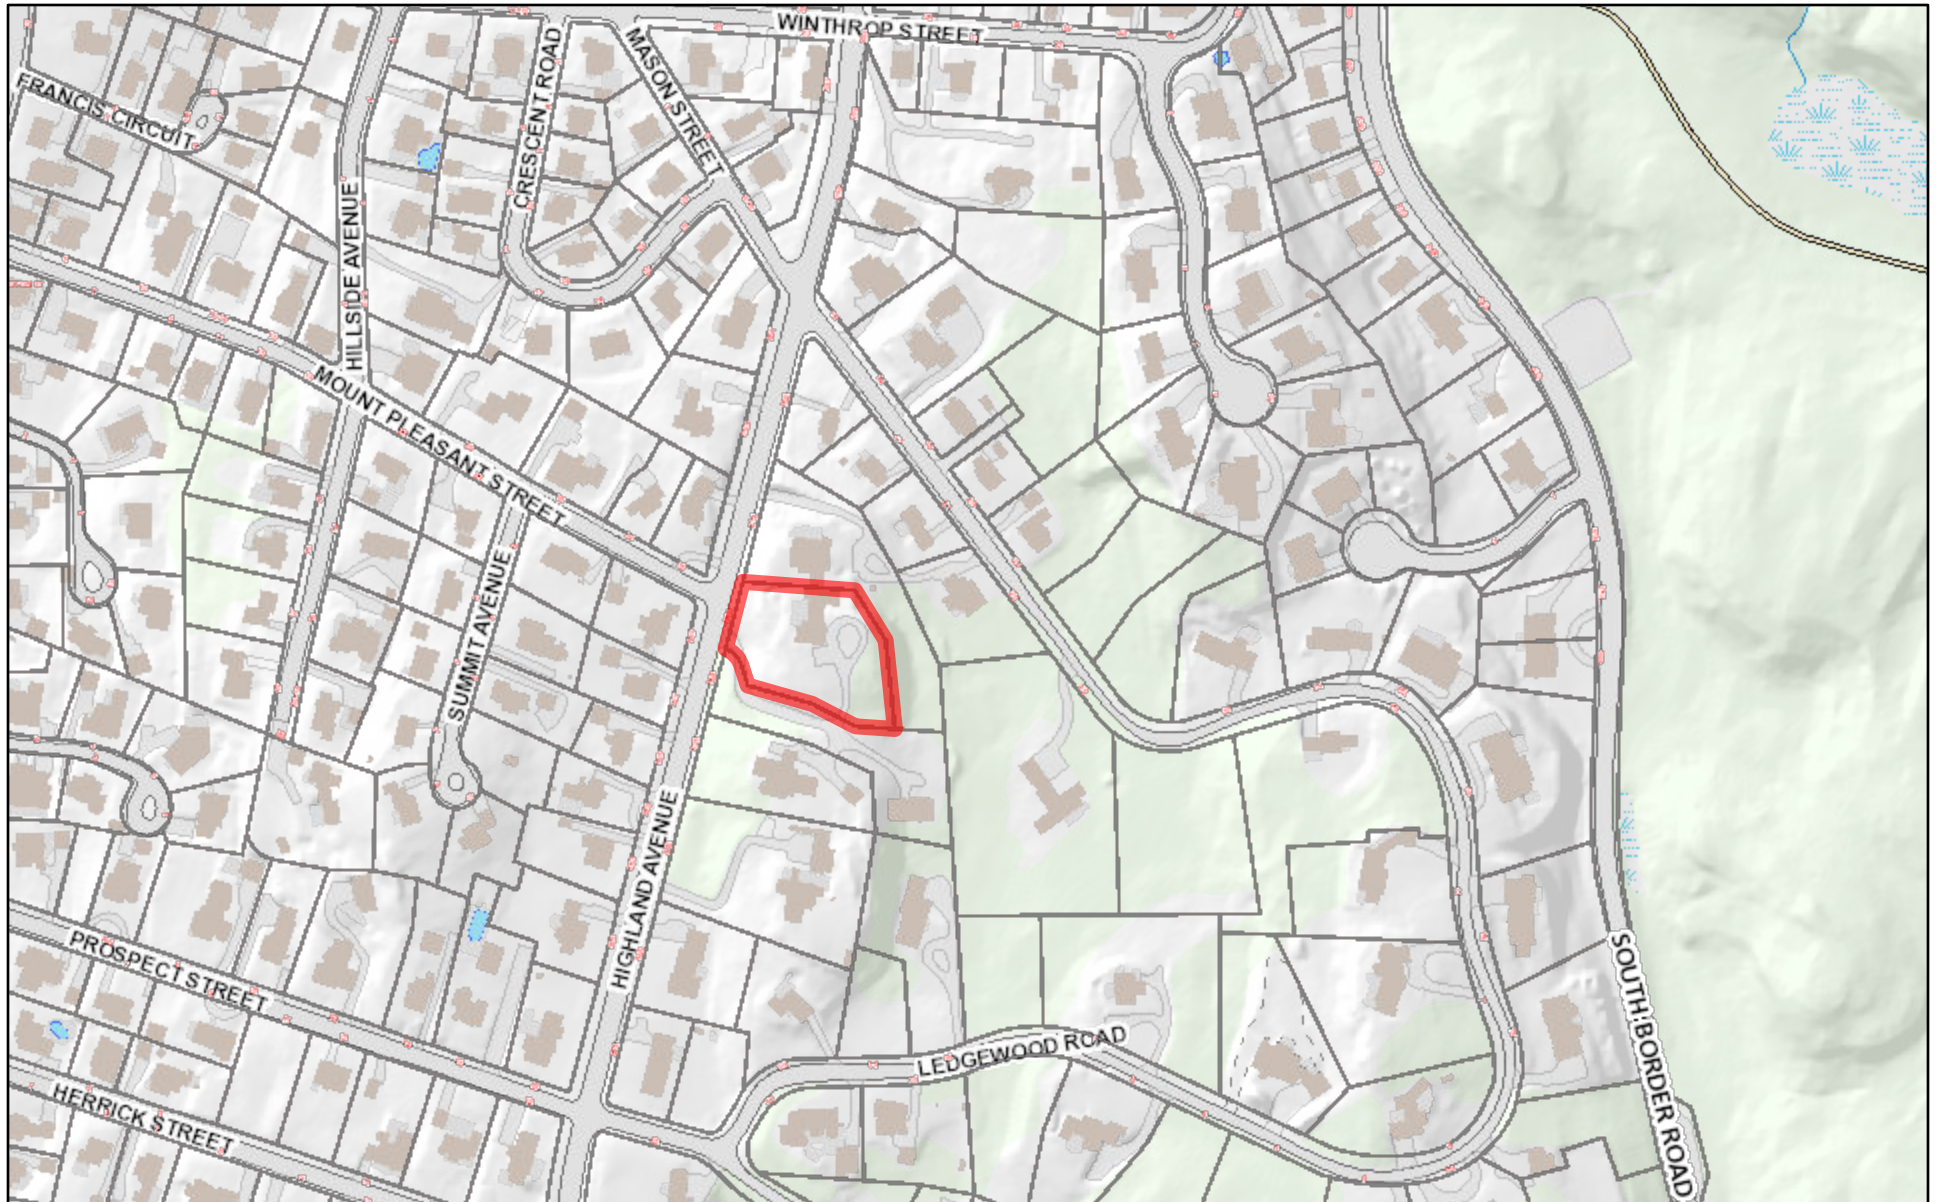 WINTHROP STREET
MASON STREET
CRESCENT ROAD
FRANCIS CIRCUIT
HILLSIDE AVENUE
MOUNT PLEASANT STREET
SUMMIT AVENUE
HIGHLAND AVENUE
PROSPECT STREET
HERRICK STREET
LEDGEWOOD ROAD
SOUTH BORDER ROAD